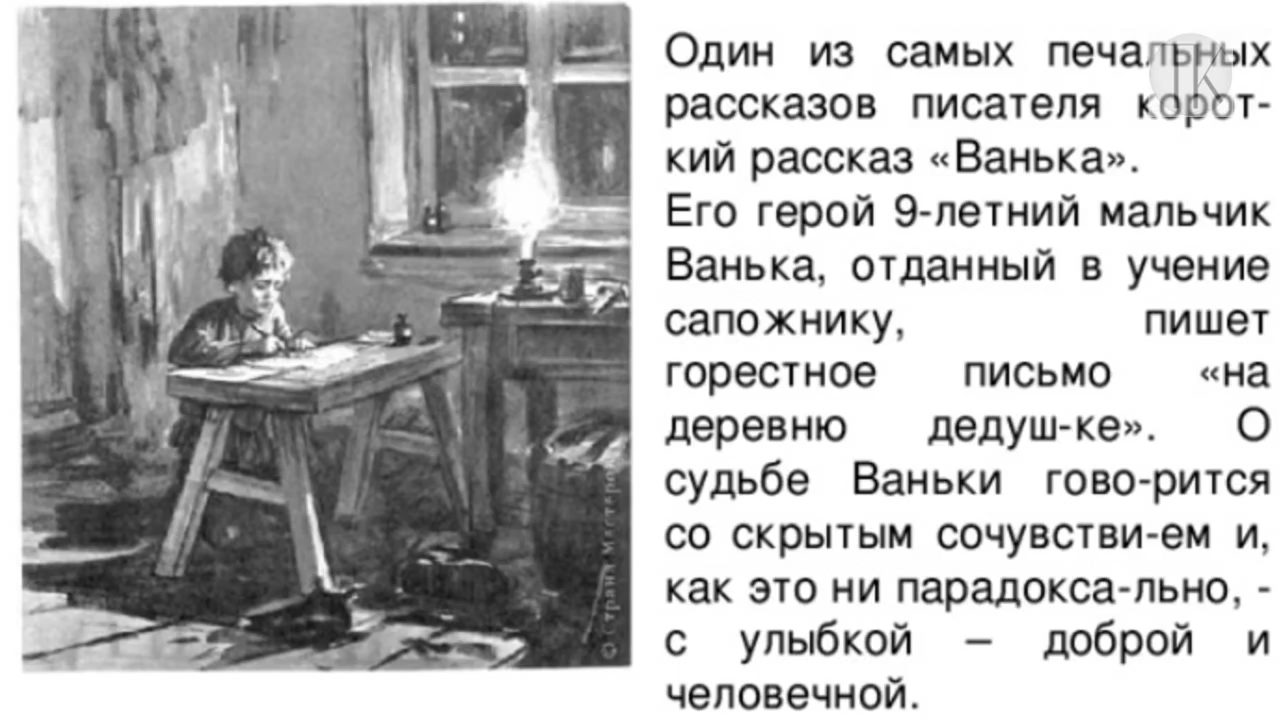 Один из самых печальных
рассказов писателя корот-
кий рассказ «Ванька».
Его герой 9-летний мальчик
Ванька, отданный в учение
сапожнику, пишет
горестное письмо «на
деревню дедуш-ке». О
судьбе Ваньки гово-рится
со скрытым сочувстви-ем и,
как это ни парадокса-льно, -
с улыбкой – доброй и
человечной.
© Страна Мастеров